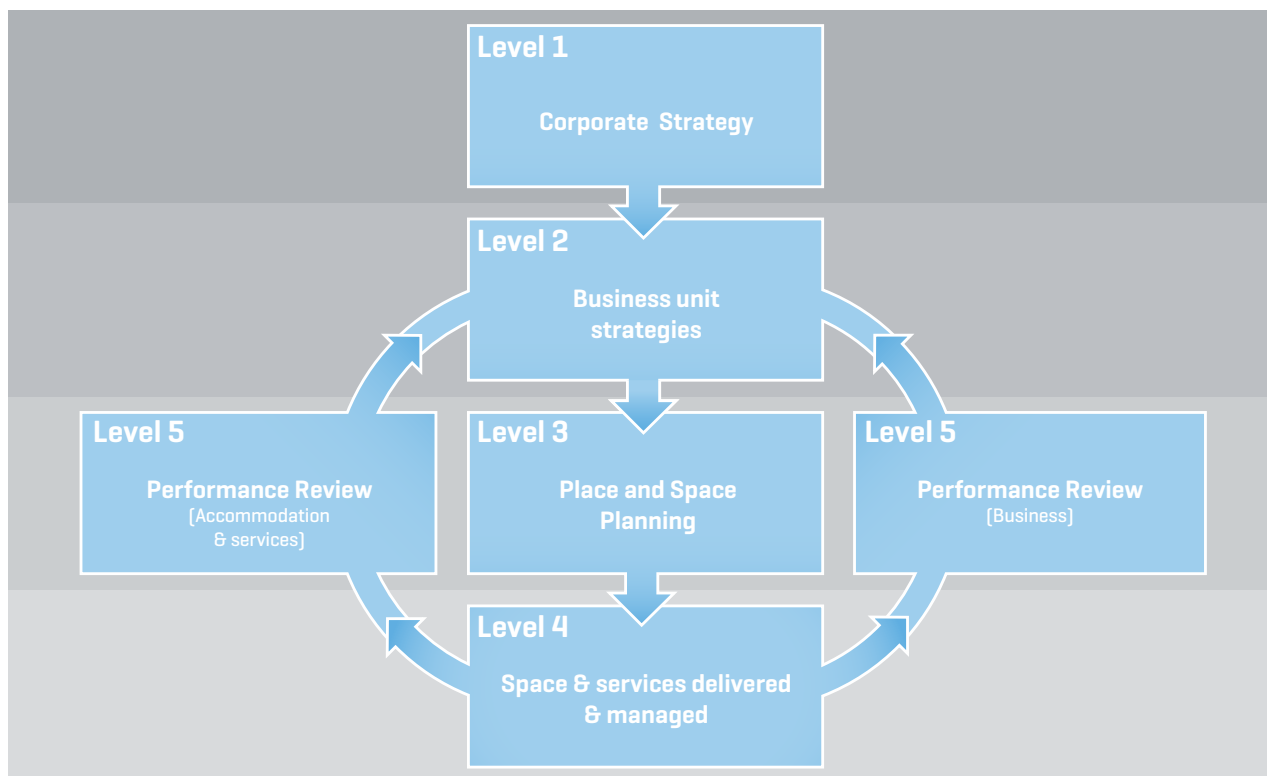 Level 1
Corporate Strategy
Level 2
Business unit
strategies
Level 5
Performance Review
(Accommodation
& services)
Level 3
Place and Space
Planning
Level 5
Performance Review
(Business)
Level 4
Space & services delivered
& managed